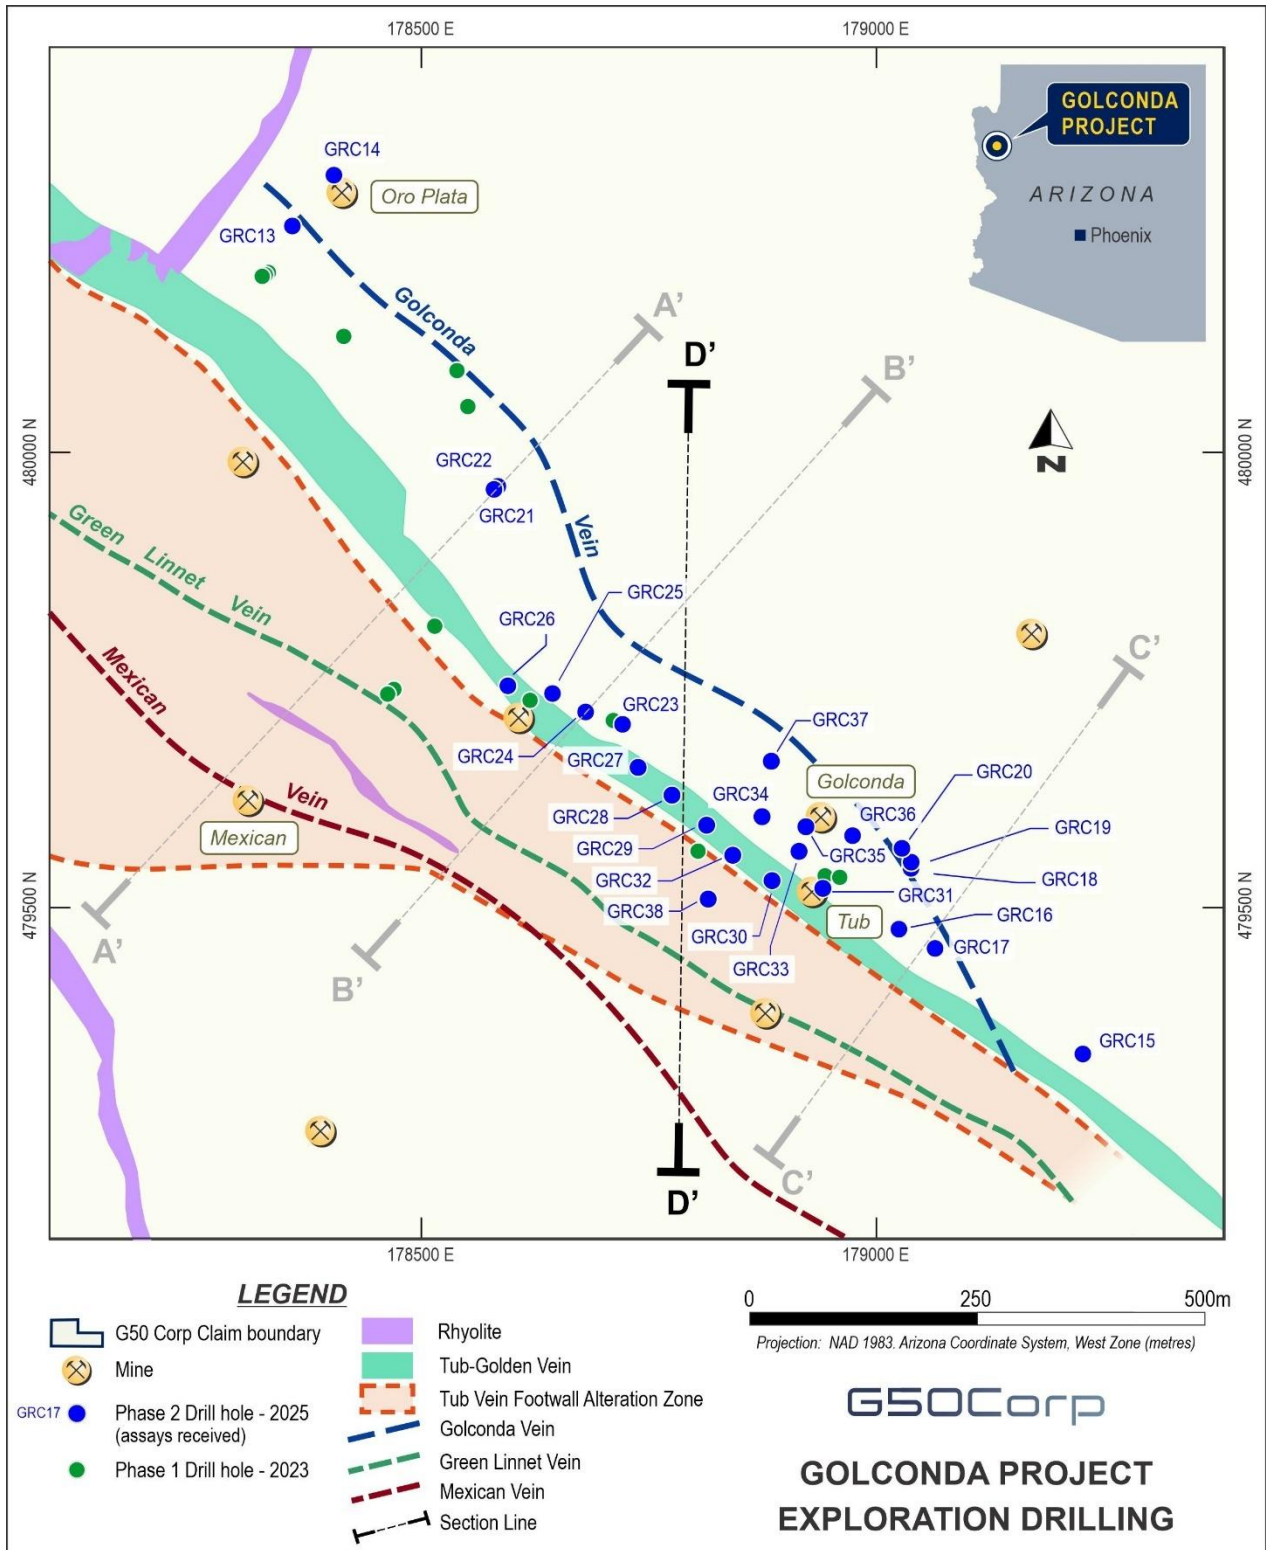 178500 E
179000 E
GOLCONDA
PROJECT
ARIZONA
Phoenix
GRC14
Oro Plata
GRC13
Golconda
A'
D'
B'
480000 N
480000 N
N
GRC22
GRC21
Vein
Green Linnet Vein
GRC25
GRC26
C'
Mexican
Vein
GRC23
GRC37
GRC24
GRC27
Golconda
GRC20
GRC34
GRC36
GRC28
GRC19
Mexican
GRC29
GRC35
GRC32
GRC18
GRC31
479500 N
479500 N
GRC38
GRC16
Tub
GRC30
GRC17
A'
GRC33
B'
GRC15
C'
D'
178500 E
179000 E
LEGEND
G50 Corp Claim boundary
Mine
GRC17
Phase 2 Drill hole - 2025
(assays received)
Phase 1 Drill hole - 2023
Rhyolite
Tub-Golden Vein
Tub Vein Footwall Alteration Zone
Golconda Vein
Green Linnet Vein
Mexican Vein
Section Line
0 250 500m
Projection: NAD 1983. Arizona Coordinate System, West Zone (metres)
G50Corp
GOLCONDA PROJECT
EXPLORATION DRILLING